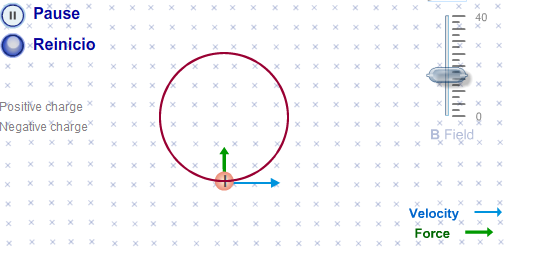 Pause
Reinicio
40
Positive charge
Negative charge
0
B Field
Velocity
Force